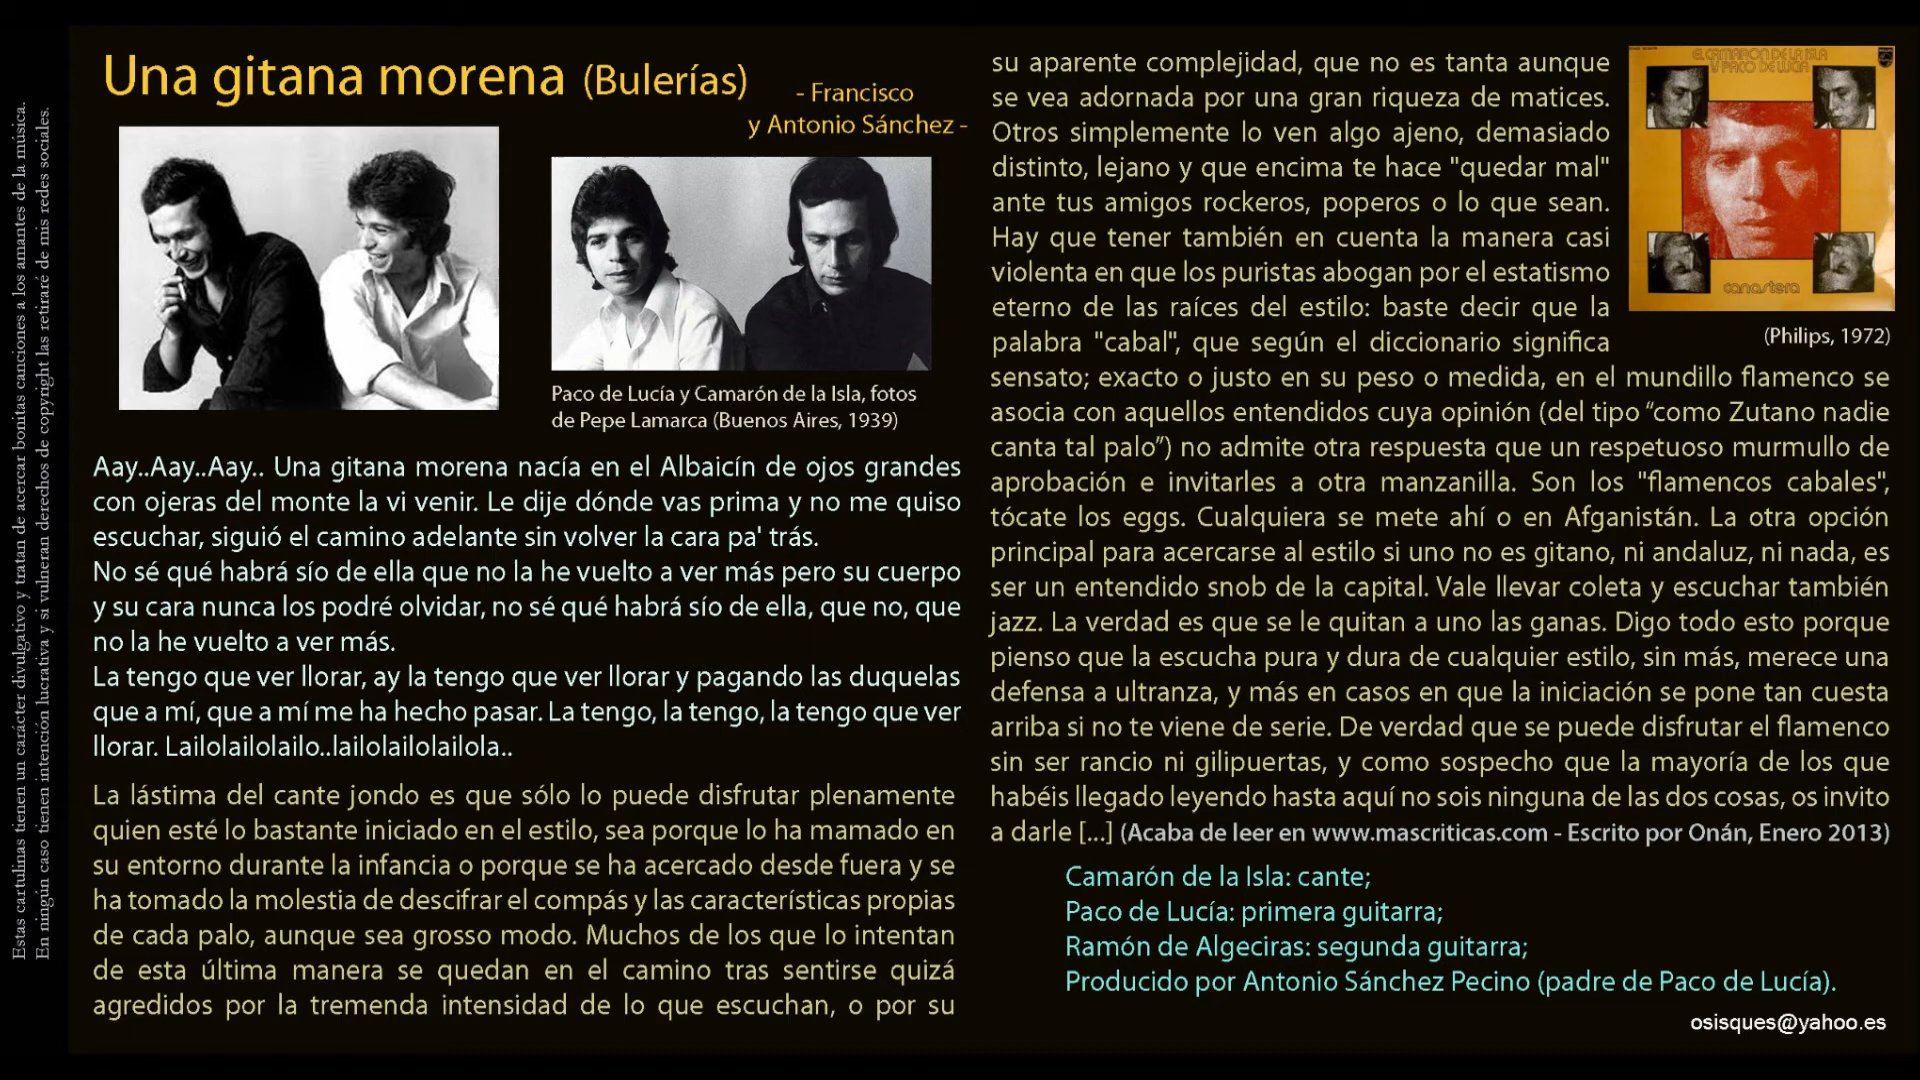 Estas cartulinas tienen un carácter divulgativo y tratan de acercar bonitas canciones a los amantes de la música.
En ningún caso tienen intención lucrativa y si vulneran derechos de copyright las retiraré de mis redes sociales.
Una gitana morena (Bulerías)
- Francisco
y Antonio Sánchez -
Paco de Lucía y Camarón de la Isla, fotos
de Pepe Lamarca (Buenos Aires, 1939)
Aay..Aay..Aay.. Una gitana morena nacía en el Albaicín de ojos grandes
con ojeras del monte la vi venir. Le dije dónde vas prima y no me quiso
escuchar, siguió el camino adelante sin volver la cara pa' trás.
No sé qué habrá sío de ella que no la he vuelto a ver más pero su cuerpo
y su cara nunca los podré olvidar, no sé qué habrá sío de ella, que no, que
no la he vuelto a ver más.
La tengo que ver llorar, ay la tengo que ver llorar y pagando las duquelas
que a mí, que a mí me ha hecho pasar. La tengo, la tengo, la tengo que ver
llorar. Lailolailolailo..lailolailolailola..
La lástima del cante jondo es que sólo lo puede disfrutar plenamente
quien esté lo bastante iniciado en el estilo, sea porque lo ha mamado en
su entorno durante la infancia o porque se ha acercado desde fuera y se
ha tomado la molestia de descifrar el compás y las características propias
de cada palo, aunque sea grosso modo. Muchos de los que lo intentan
de esta última manera se quedan en el camino tras sentirse quizá
agredidos por la tremenda intensidad de lo que escuchan, o por su
su aparente complejidad, que no es tanta aunque
se vea adornada por una gran riqueza de matices.
Otros simplemente lo ven algo ajeno, demasiado
distinto, lejano y que encima te hace "quedar mal"
ante tus amigos rockeros, poperos o lo que sean.
Hay que tener también en cuenta la manera casi
violenta en que los puristas abogan por el estatismo
eterno de las raíces del estilo: baste decir que la
palabra "cabal", que según el diccionario significa
sensato; exacto o justo en su peso o medida, en el mundillo flamenco se
asocia con aquellos entendidos cuya opinión (del tipo “como Zutano nadie
canta tal palo”) no admite otra respuesta que un respetuoso murmullo de
aprobación e invitarles a otra manzanilla. Son los "flamencos cabales",
tócate los eggs. Cualquiera se mete ahí o en Afganistán. La otra opción
principal para acercarse al estilo si uno no es gitano, ni andaluz, ni nada, es
ser un entendido snob de la capital. Vale llevar coleta y escuchar también
jazz. La verdad es que se le quitan a uno las ganas. Digo todo esto porque
pienso que la escucha pura y dura de cualquier estilo, sin más, merece una
defensa a ultranza, y más en casos en que la iniciación se pone tan cuesta
arriba si no te viene de serie. De verdad que se puede disfrutar el flamenco
sin ser rancio ni gilipuertas, y como sospecho que la mayoría de los que
habéis llegado leyendo hasta aquí no sois ninguna de las dos cosas, os invito
a darle [...] (Acaba de leer en www.mascriticas.com - Escrito por Onán, Enero 2013)
EL CAMARON DE LA ISLA
Y PACO DE LUCIA
canastera
(Philips, 1972)
Camarón de la Isla: cante;
Paco de Lucía: primera guitarra;
Ramón de Algeciras: segunda guitarra;
Producido por Antonio Sánchez Pecino (padre de Paco de Lucía).
osisques@yahoo.es